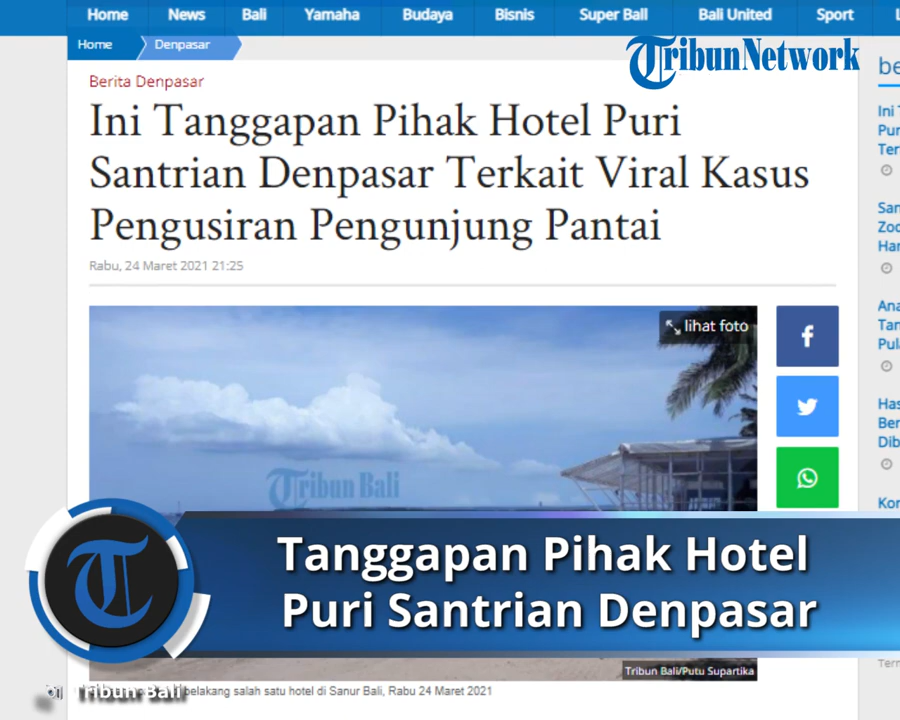 Home News Bali Yamaha Budaya Bisnis Super Ball Bali United Sport
Home Denpasar
TribunNetwork
Berita Denpasar
Ini Tanggapan Pihak Hotel Puri
Santrian Denpasar Terkait Viral Kasus
Pengusiran Pengunjung Pantai
Rabu, 24 Maret 2021 21:25
lihat foto
Tribun Bali
Tanggapan Pihak Hotel
Puri Santrian Denpasar
Tribun Bali/Putu Supartika
Tribun Bali
belakang salah satu hotel di Sanur Bali, Rabu 24 Maret 2021